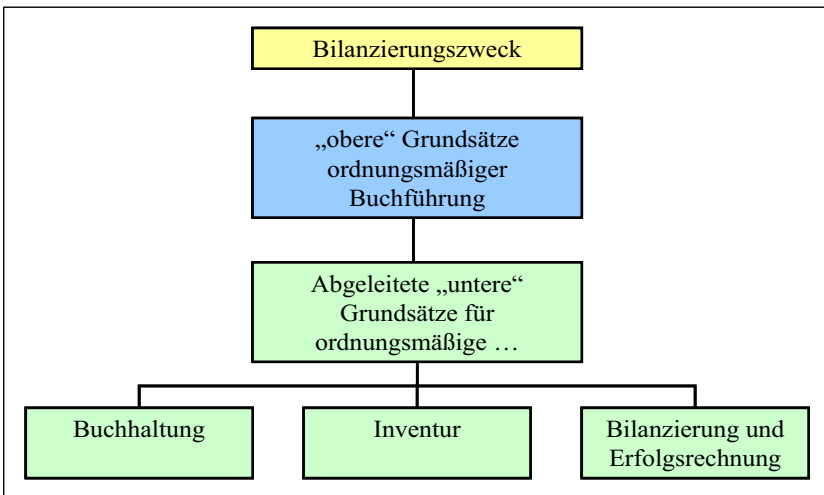 Bilanzierungszweck
„obere“ Grundsätze
ordnungsmäßiger
Buchführung
Abgeleitete „untere“
Grundsätze für
ordnungsmäßige …
Buchhaltung
Inventur
Bilanzierung und
Erfolgsrechnung